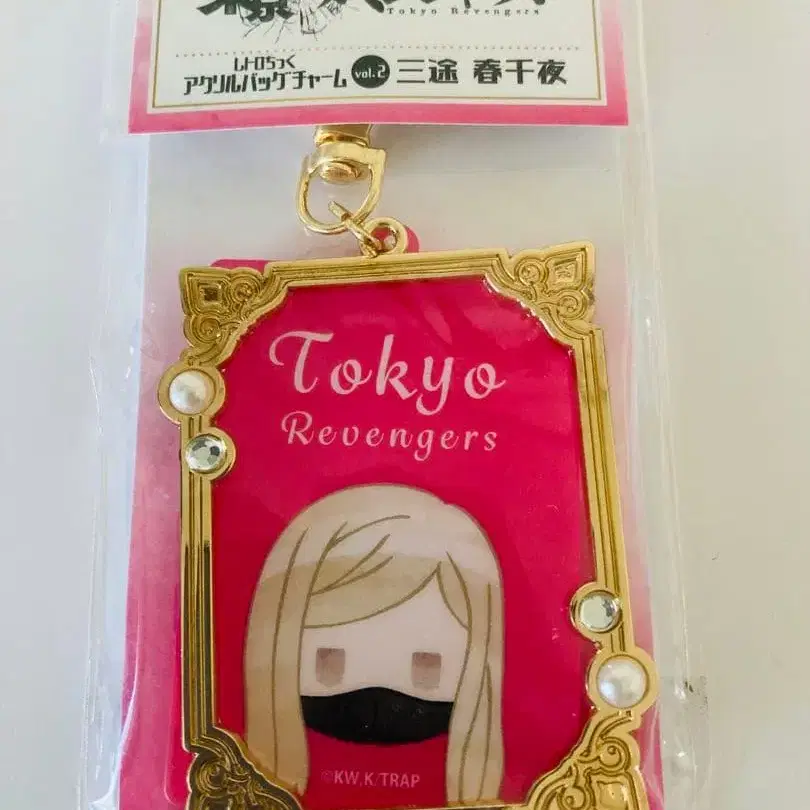 Tokyo Revengers
レトロちっく
アクリルバッグチャーム vol.2 三途 春千夜
Tokyo
Revengers
©KW,K/TRAP